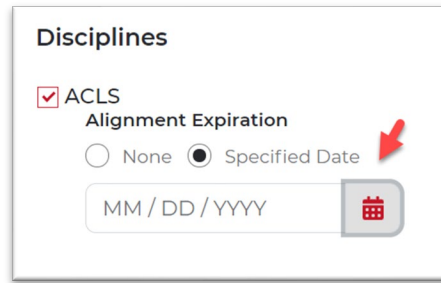 Disciplines
ACLS
Alignment Expiration
None Specified Date
MM / DD / YYYY